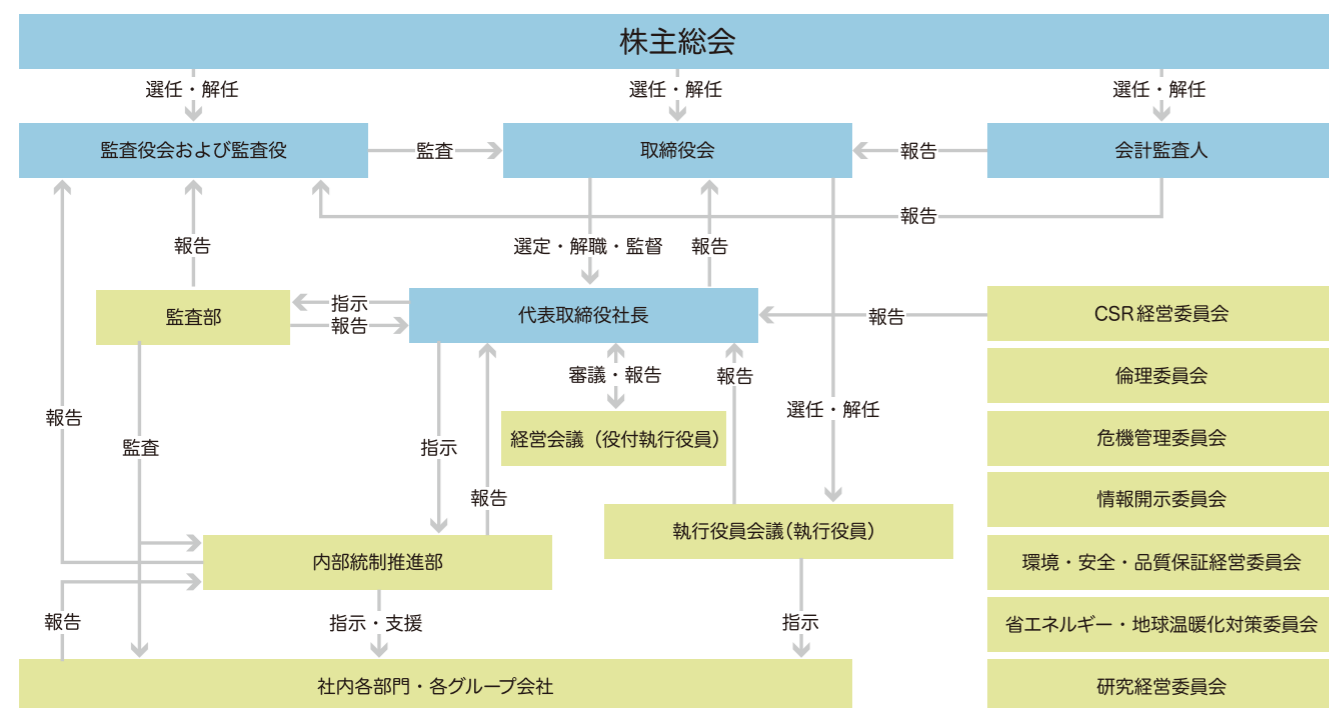 株主総会
選任・解任
選任・解任
選任・解任
監査役会および監査役
監査
取締役会
報告
会計監査人
報告
報告
選定・解職・監督
報告
監査部
指示
報告
代表取締役社長
報告
CSR経営委員会
審議・報告
報告
倫理委員会
報告
監査
指示
経営会議（役付執行役員）
選任・解任
危機管理委員会
報告
情報開示委員会
執行役員会議（執行役員）
内部統制推進部
環境・安全・品質保証経営委員会
報告
指示・支援
指示
省エネルギー・地球温暖化対策委員会
社内各部門・各グループ会社
研究経営委員会